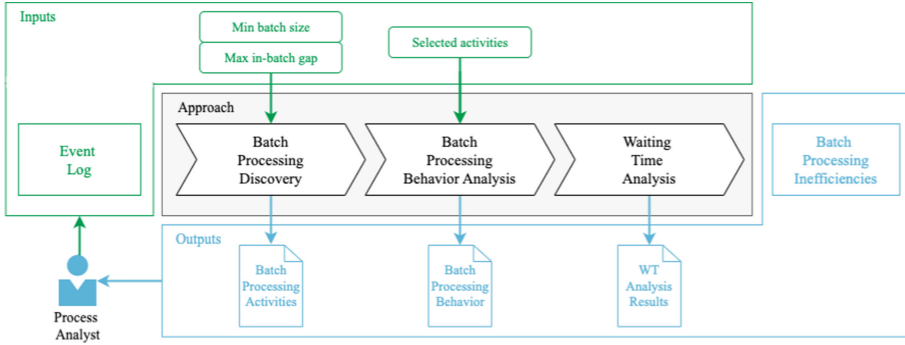 Inputs
Min batch size
Max in-batch gap
Selected activities
Approach
Event
Log
Batch
Processing
Discovery
Batch
Processing
Behavior Analysis
Waiting
Time
Analysis
Batch
Processing
Inefficiencies
Outputs
Batch
Processing
Activities
Batch
Processing
Behavior
WT
Analysis
Results
Process
Analyst